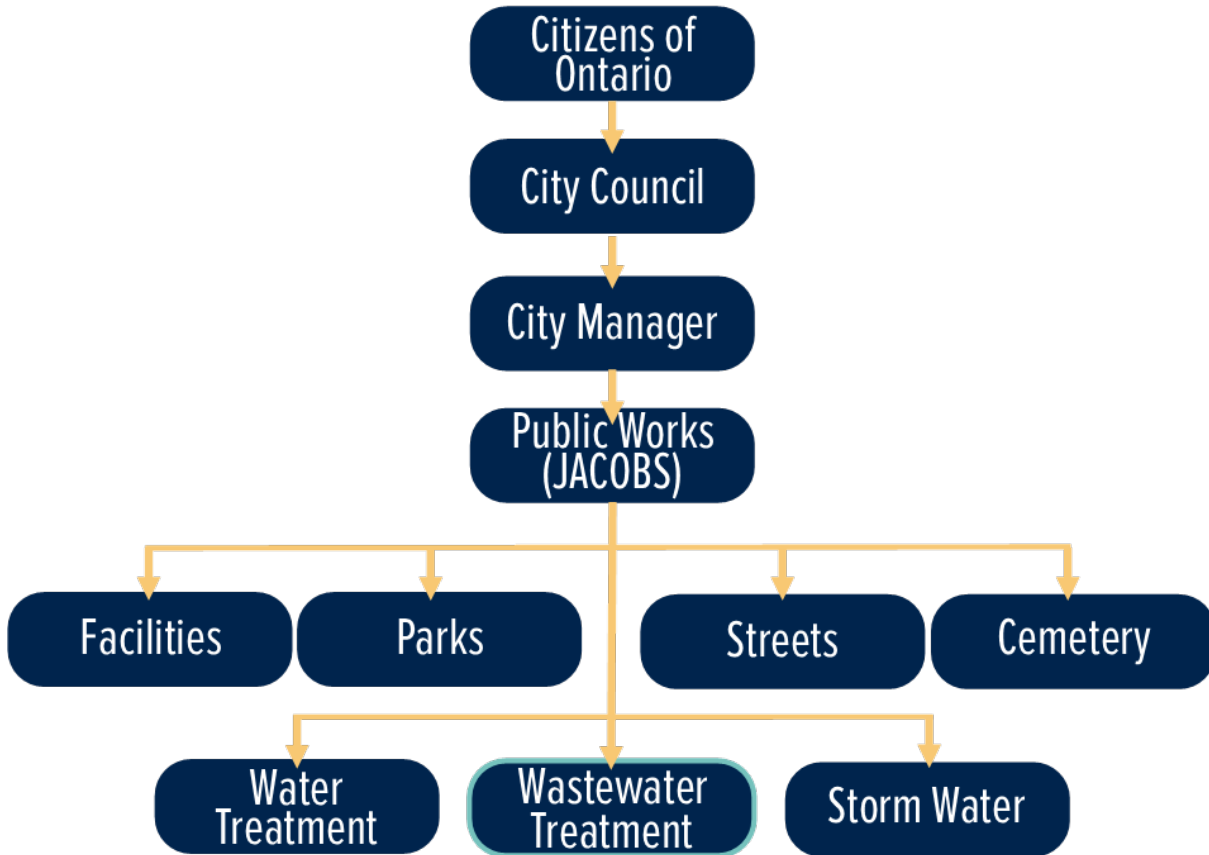 Citizens of
Ontario
City Council
City Manager
Public Works
(JACOBS)
Facilities
Parks
Streets
Cemetery
Water
Treatment
Wastewater
Treatment
Storm Water